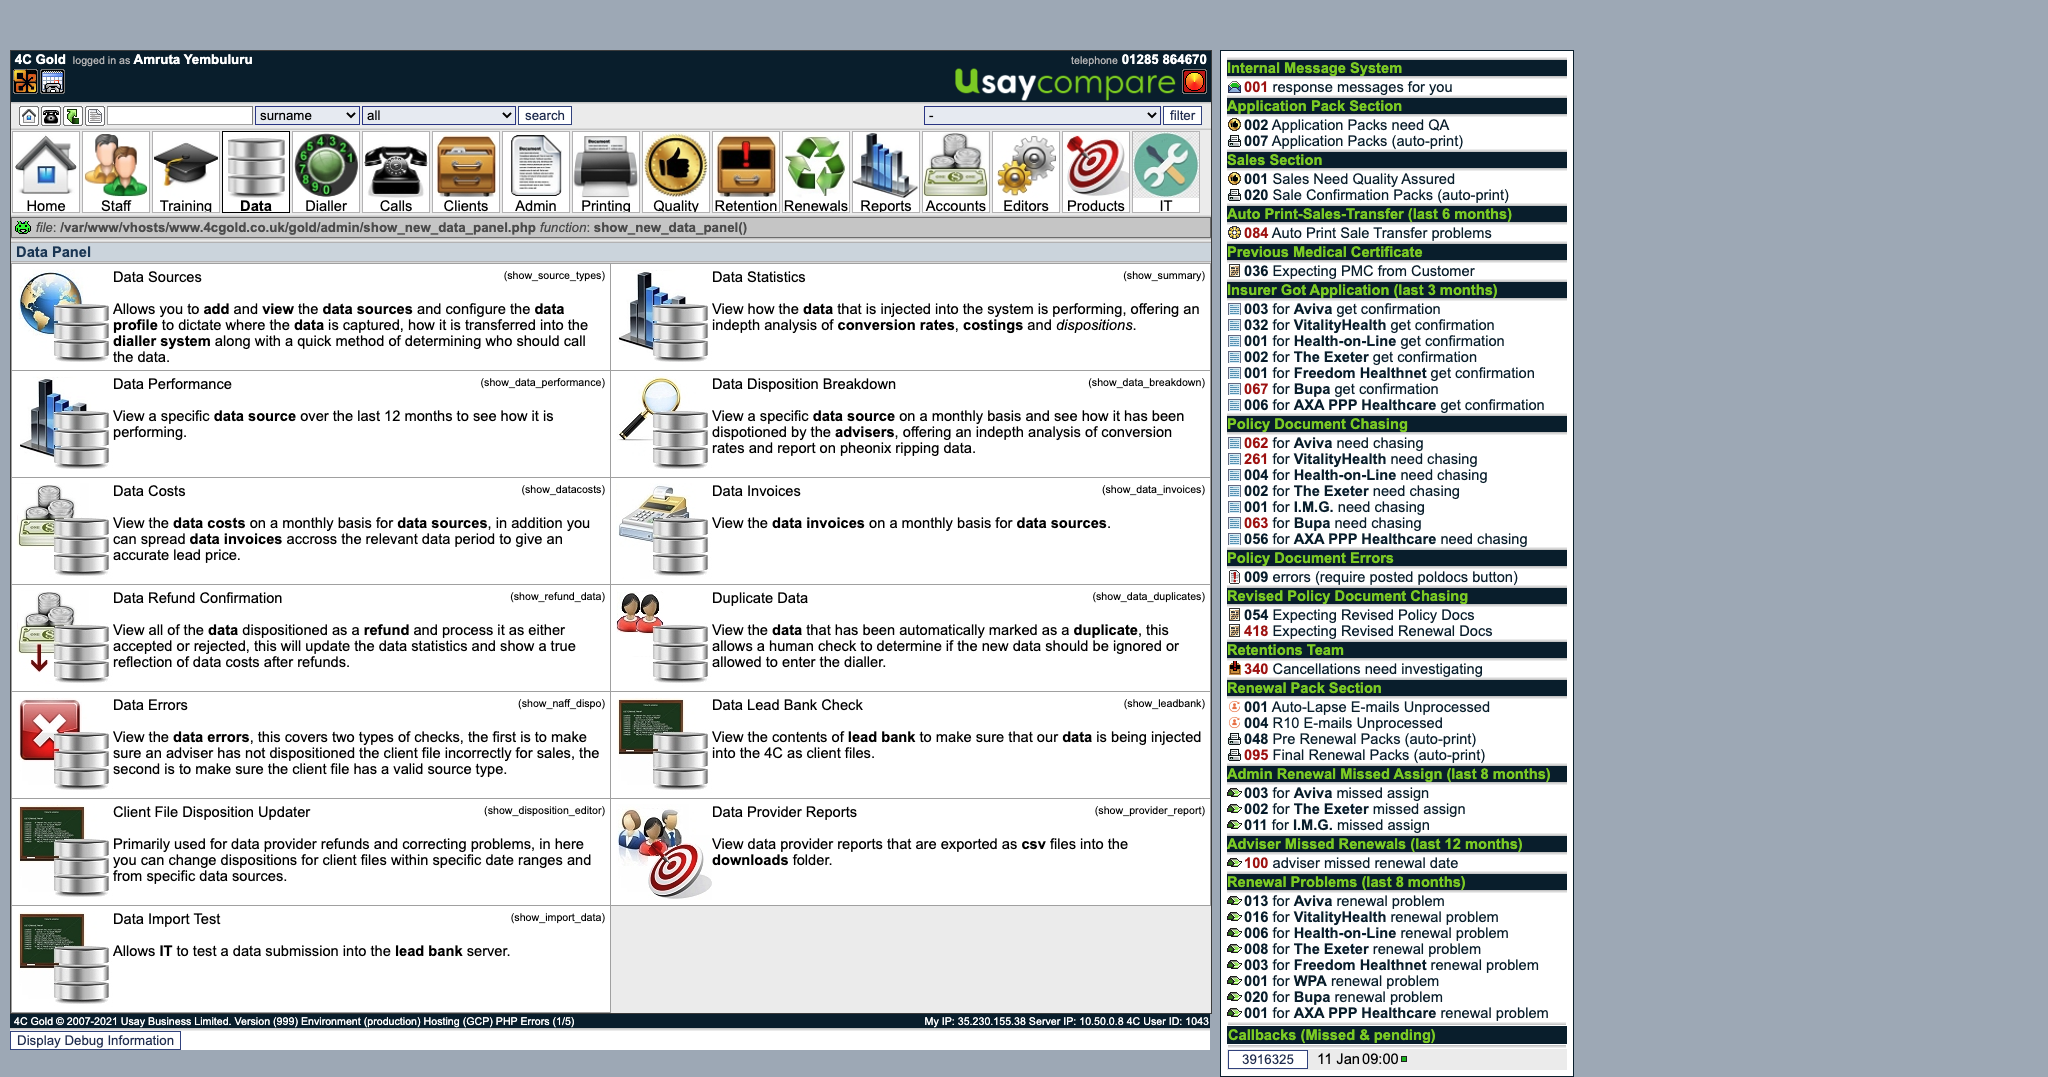 4C Gold logged in as Amruta Yembuluru
telephone 01285 864670
Usaycompare
surname
all
search
-
filter
Home
Staff
Training
Data
Dialler
Calls
Clients
Admin
Printing
Quality
Retention
Renewals
Reports
Accounts
Editors
Products
IT
file: /var/www/vhosts/www.4cgold.co.uk/gold/admin/show_new_data_panel.php function: show_new_data_panel()
Data Panel
Data Sources
(show_source_types)
Allows you to add and view the data sources and configure the data
profile to dictate where the data is captured, how it is transferred into the
dialler system along with a quick method of determining who should call
the data.
Data Statistics
(show_summary)
View how the data that is injected into the system is performing, offering an
indepth analysis of conversion rates, costings and dispositions.
Data Performance
(show_data_performance)
View a specific data source over the last 12 months to see how it is
performing.
Data Disposition Breakdown
(show_data_breakdown)
View a specific data source on a monthly basis and see how it has been
dispotioned by the advisers, offering an indepth analysis of conversion
rates and report on pheonix ripping data.
Data Costs
(show_datacosts)
View the data costs on a monthly basis for data sources, in addition you
can spread data invoices accross the relevant data period to give an
accurate lead price.
Data Invoices
(show_data_invoices)
View the data invoices on a monthly basis for data sources.
Data Refund Confirmation
(show_refund_data)
View all of the data dispositioned as a refund and process it as either
accepted or rejected, this will update the data statistics and show a true
reflection of data costs after refunds.
Duplicate Data
(show_data_duplicates)
View the data that has been automatically marked as a duplicate, this
allows a human check to determine if the new data should be ignored or
allowed to enter the dialler.
Data Errors
(show_naff_dispo)
View the data errors, this covers two types of checks, the first is to make
sure an adviser has not dispositioned the client file incorrectly for sales, the
second is to make sure the client file has a valid source type.
Data Lead Bank Check
(show_leadbank)
View the contents of lead bank to make sure that our data is being injected
into the 4C as client files.
Client File Disposition Updater
(show_disposition_editor)
Primarily used for data provider refunds and correcting problems, in here
you can change dispositions for client files within specific date ranges and
from specific data sources.
Data Provider Reports
(show_provider_report)
View data provider reports that are exported as csv files into the
downloads folder.
Data Import Test
(show_import_data)
Allows IT to test a data submission into the lead bank server.
4C Gold © 2007-2021 Usay Business Limited. Version (999) Environment (production) Hosting (GCP) PHP Errors (1/5)
My IP: 35.230.155.38 Server IP: 10.50.0.8 4C User ID: 1043
Display Debug Information
Internal Message System
001 response messages for you
Application Pack Section
002 Application Packs need QA
007 Application Packs (auto-print)
Sales Section
001 Sales Need Quality Assured
020 Sale Confirmation Packs (auto-print)
Auto Print-Sales-Transfer (last 6 months)
084 Auto Print Sale Transfer problems
Previous Medical Certificate
036 Expecting PMC from Customer
Insurer Got Application (last 3 months)
003 for Aviva get confirmation
032 for VitalityHealth get confirmation
001 for Health-on-Line get confirmation
002 for The Exeter get confirmation
001 for Freedom Healthnet get confirmation
067 for Bupa get confirmation
006 for AXA PPP Healthcare get confirmation
Policy Document Chasing
062 for Aviva need chasing
261 for VitalityHealth need chasing
004 for Health-on-Line need chasing
002 for The Exeter need chasing
001 for I.M.G. need chasing
063 for Bupa need chasing
056 for AXA PPP Healthcare need chasing
Policy Document Errors
009 errors (require posted poldocs button)
Revised Policy Document Chasing
054 Expecting Revised Policy Docs
418 Expecting Revised Renewal Docs
Retentions Team
340 Cancellations need investigating
Renewal Pack Section
001 Auto-Lapse E-mails Unprocessed
004 R10 E-mails Unprocessed
048 Pre Renewal Packs (auto-print)
095 Final Renewal Packs (auto-print)
Admin Renewal Missed Assign (last 8 months)
003 for Aviva missed assign
002 for The Exeter missed assign
011 for I.M.G. missed assign
Adviser Missed Renewals (last 12 months)
100 adviser missed renewal date
Renewal Problems (last 8 months)
013 for Aviva renewal problem
016 for VitalityHealth renewal problem
006 for Health-on-Line renewal problem
008 for The Exeter renewal problem
003 for Freedom Healthnet renewal problem
001 for WPA renewal problem
020 for Bupa renewal problem
001 for AXA PPP Healthcare renewal problem
Callbacks (Missed & pending)
3916325 11 Jan 09:00